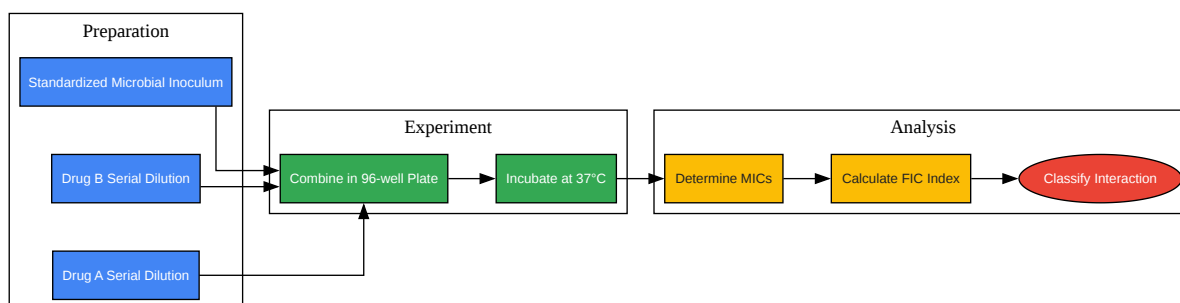 Preparation
Standardized Microbial Inoculum
Drug B Serial Dilution
Drug A Serial Dilution
Experiment
Combine in 96-well Plate
Incubate at 37°C
Analysis
Determine MICs
Calculate FIC Index
Classify Interaction